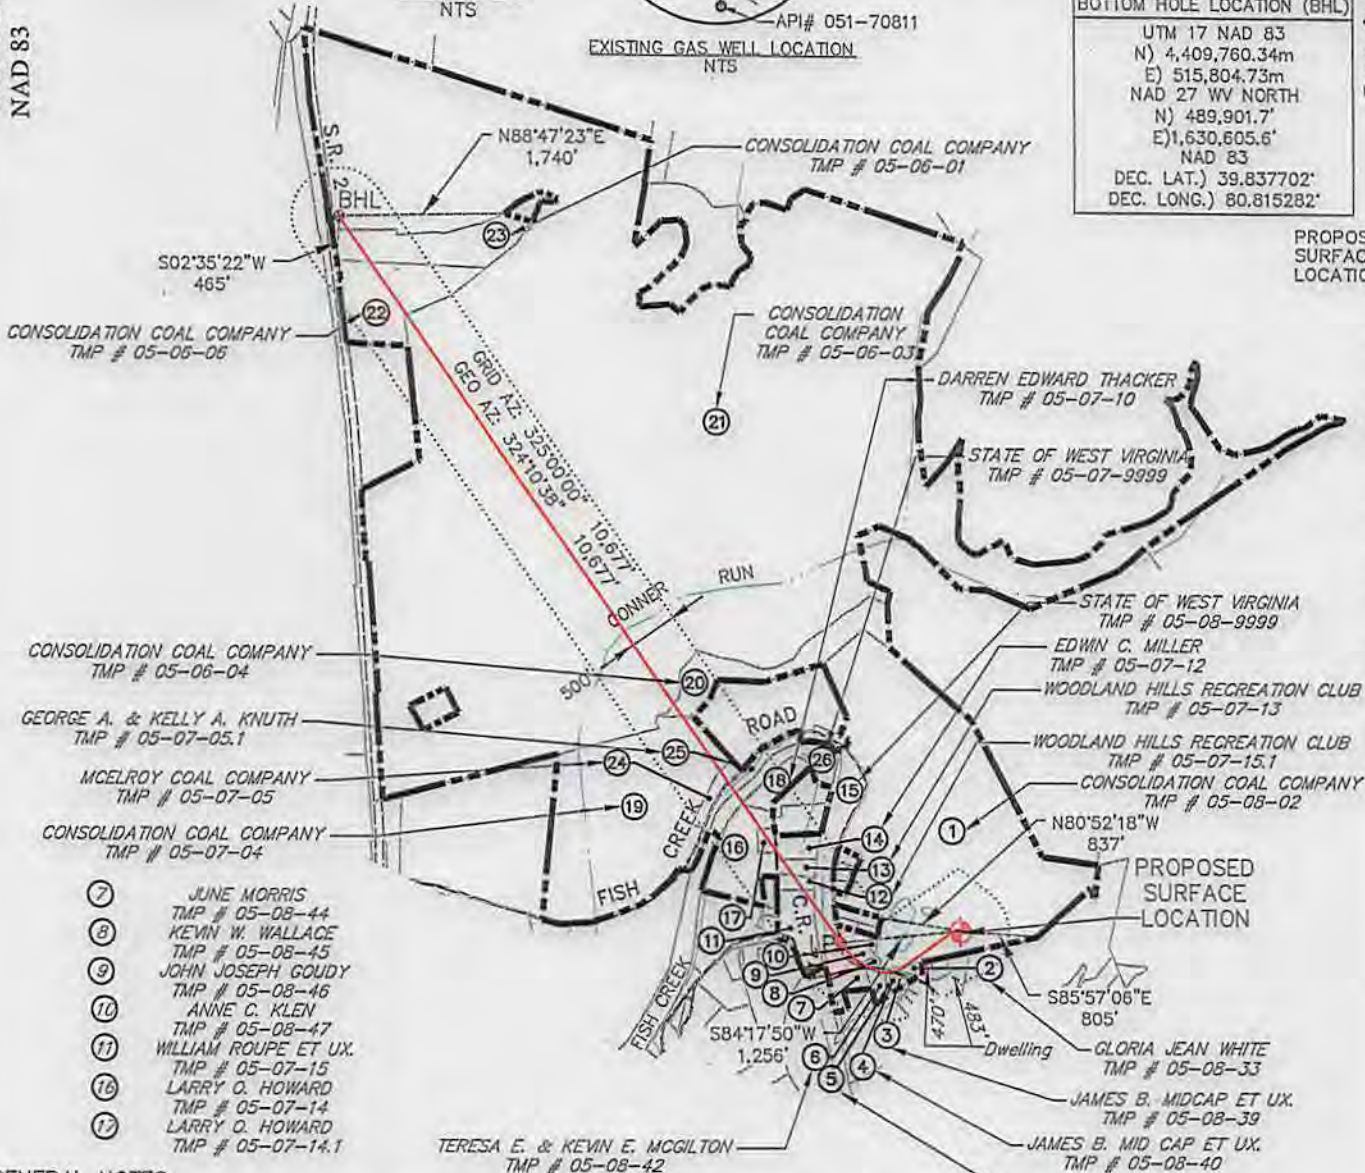 NAD 83
NTS
API# 051-70811
EXISTING GAS WELL LOCATION
NTS
BOTTOM HOLE LOCATION (BHL)
UTM 17 NAD 83
N) 4,409,760.34m
E) 515,804.73m
NAD 27 WV NORTH
N) 489,901.7'
E)1,630,605.6'
NAD 83
DEC. LAT.) 39.837702°
DEC. LONG.) 80.815282°
PROPOS
SURFAC
LOCATIO
S.R. 2
N88°47'23"E
1,740'
CONSOLIDATION COAL COMPANY
TMP # 05-06-01
BHL
23
S02°35'22"W
465'
22
CONSOLIDATION COAL COMPANY
TMP # 05-06-06
CONSOLIDATION
COAL COMPANY
TMP # 05-06-03
21
GRID AZ: 325°00'00" 10,677'
GEO AZ: 324°10'38" 10,677'
DARREN EDWARD THACKER
TMP # 05-07-10
STATE OF WEST VIRGINIA
TMP # 05-07-9999
CONNER RUN
500'
STATE OF WEST VIRGINIA
TMP # 05-08-9999
CONSOLIDATION COAL COMPANY
TMP # 05-06-04
20
EDWIN C. MILLER
TMP # 05-07-12
WOODLAND HILLS RECREATION CLUB
TMP # 05-07-13
GEORGE A. & KELLY A. KNUTH
TMP # 05-07-05.1
25
ROAD
WOODLAND HILLS RECREATION CLUB
TMP # 05-07-15.1
MCELROY COAL COMPANY
TMP # 05-07-05
24
26
18
15
CONSOLIDATION COAL COMPANY
TMP # 05-08-02
CONSOLIDATION COAL COMPANY
TMP # 05-07-04
19
CREEK
FISH
16
14
13
12
1
N80°52'18"W
837'
PROPOSED
SURFACE
LOCATION
17
C.R.
11
10
9
8
7
2
FISH CREEK
S84°17'50"W
1,256'
6
5
4
3
470'
483'
Dwelling
S85°57'06"E
805'
GLORIA JEAN WHITE
TMP # 05-08-33
JAMES B. MIDCAP ET UX.
TMP # 05-08-39
JAMES B. MID CAP ET UX.
TMP # 05-08-40
TERESA E. & KEVIN E. MCGILTON
TMP # 05-08-42
7 JUNE MORRIS
TMP # 05-08-44
8 KEVIN W. WALLACE
TMP # 05-08-45
9 JOHN JOSEPH GOUDY
TMP # 05-08-46
10 ANNE C. KLEN
TMP # 05-08-47
11 WILLIAM ROUPE ET UX.
TMP # 05-07-15
16 LARRY O. HOWARD
TMP # 05-07-14
17 LARRY O. HOWARD
TMP # 05-07-14.1